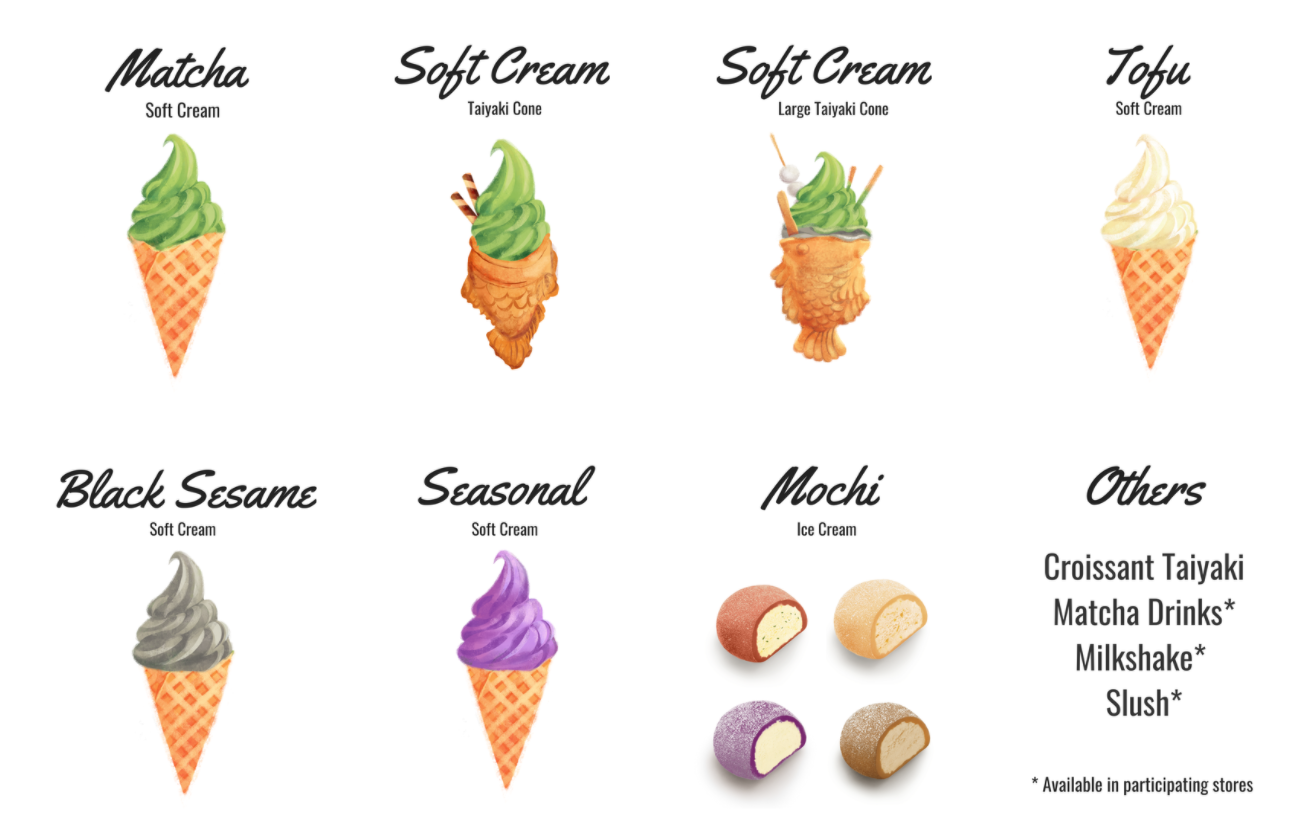 Matcha
Soft Cream
Soft Cream
Taiyaki Cone
Soft Cream
Large Taiyaki Cone
Tofu
Soft Cream
Black Sesame
Soft Cream
Seasonal
Soft Cream
Mochi
Ice Cream
Others
Croissant Taiyaki
Matcha Drinks*
Milkshake*
Slush*
* Available in participating stores